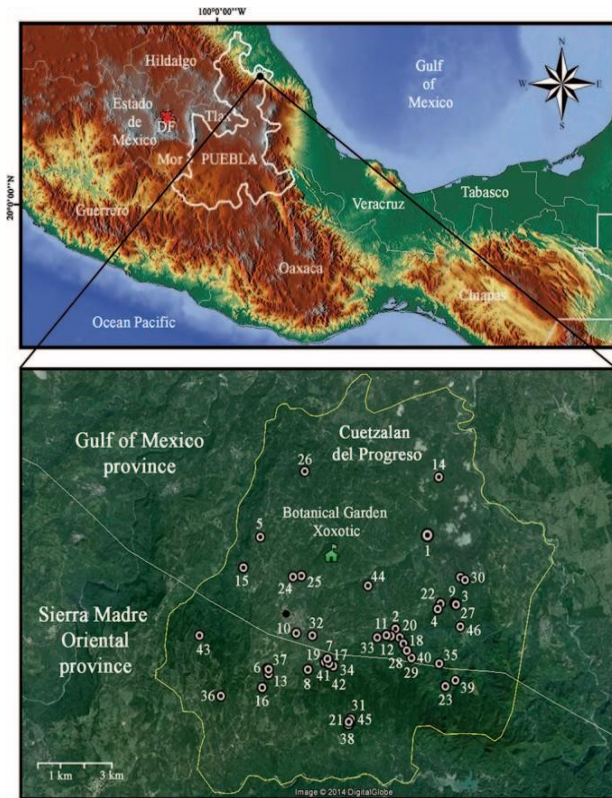 100°0'0''W
Hildalgo
Gulf
of
Mexico
N
W
E
S
Estado
de
México
DF
Tlax
Mor
PUEBLA
20°0'0''N
Veracruz
Tabasco
Guerrero
Oaxaca
Chiapas
Ocean Pacific
Gulf of Mexico
province
Cuetzalan
del Progreso
26
14
Botanical Garden
Xoxotic
5
1
15
24
25
44
30
22
9
3
4
27
2
46
10
32
11
20
43
33
12
18
7
17
28
40
35
Sierra Madre
Oriental
province
37
19
6
13
8
41
34
29
42
39
36
16
23
31
21
45
38
1 km
3 km
Image © 2014 DigitalGlobe